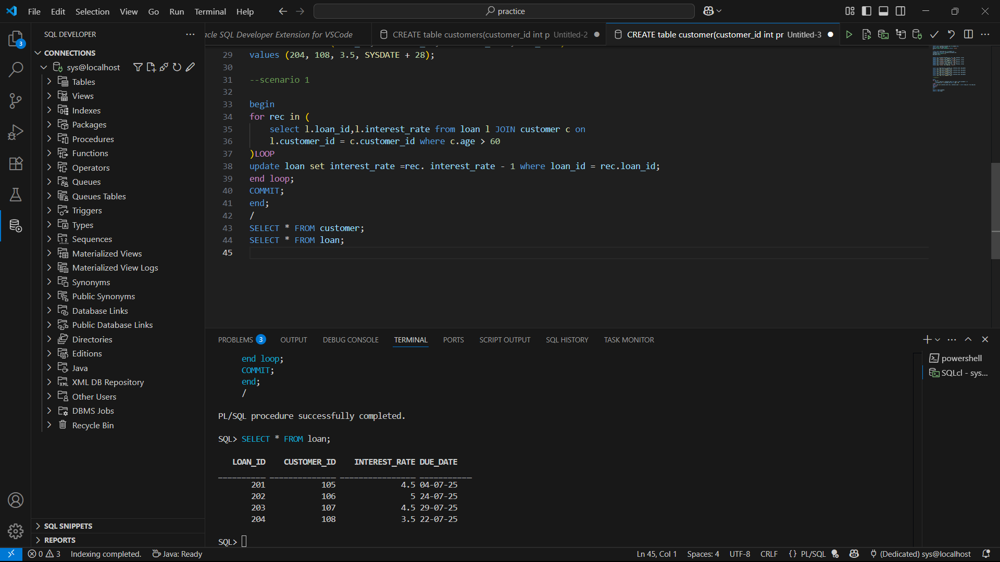 File Edit Selection View Go Run Terminal Help
practice
SQL DEVELOPER
cle SQL Developer Extension for VSCode
CREATE table customers(customer_id int p Untitled-2
CREATE table customer(customer_id int pr Untitled-3
3
CONNECTIONS
sys@localhost
Tables
Views
Indexes
Packages
Procedures
Functions
Operators
Queues
Queues Tables
Triggers
Types
Sequences
Materialized Views
Materialized View Logs
Synonyms
Public Synonyms
Database Links
Public Database Links
Directories
Editions
Java
XML DB Repository
Other Users
DBMS Jobs
Recycle Bin
SQL SNIPPETS
REPORTS
29 values (204, 108, 3.5, SYSDATE + 28);
30
31 --scenario 1
32
33 begin
34 for rec in (
35 select l.loan_id,l.interest_rate from loan l JOIN customer c on
36 l.customer_id = c.customer_id where c.age > 60
37 )LOOP
38 update loan set interest_rate =rec. interest_rate - 1 where loan_id = rec.loan_id;
39 end loop;
40 COMMIT;
41 end;
42 /
43 SELECT * FROM customer;
44 SELECT * FROM loan;
45
PROBLEMS 3 OUTPUT DEBUG CONSOLE TERMINAL PORTS SCRIPT OUTPUT SQL HISTORY TASK MONITOR
powershell
SQLcl - sys...
end loop;
COMMIT;
end;
/
PL/SQL procedure successfully completed.
SQL> SELECT * FROM loan;
LOAN_ID CUSTOMER_ID INTEREST_RATE DUE_DATE
__________ ______________ ________________ ___________
201 105 4.5 04-07-25
202 106 5 24-07-25
203 107 4.5 29-07-25
204 108 3.5 22-07-25
SQL>
0 3 Indexing completed. Java: Ready
Ln 45, Col 1 Spaces: 4 UTF-8 CRLF {} PL/SQL (Dedicated) sys@localhost